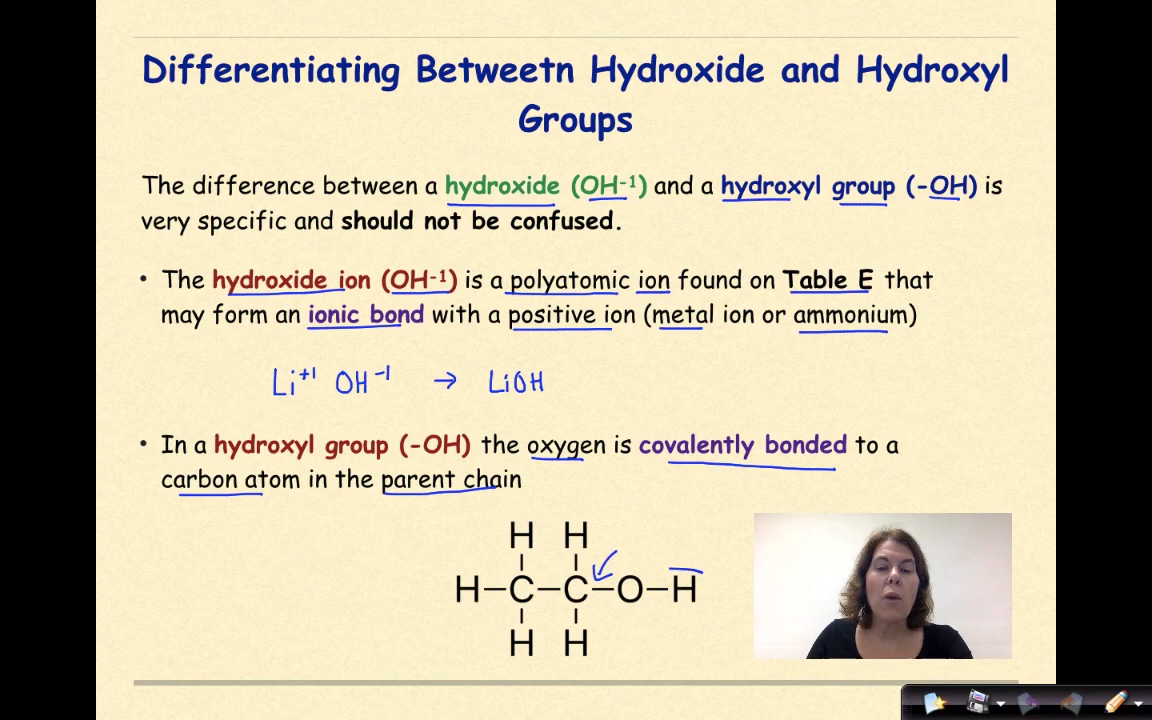 Differentiating Betweetn Hydroxide and Hydroxyl
Groups
The difference between a hydroxide (OH⁻¹) and a hydroxyl group (-OH) is
very specific and should not be confused.
• The hydroxide ion (OH⁻¹) is a polyatomic ion found on Table E that
may form an ionic bond with a positive ion (metal ion or ammonium)
Li⁺¹ OH⁻¹ → LiOH
• In a hydroxyl group (-OH) the oxygen is covalently bonded to a
carbon atom in the parent chain
H H
H–C–C–O–H
H H